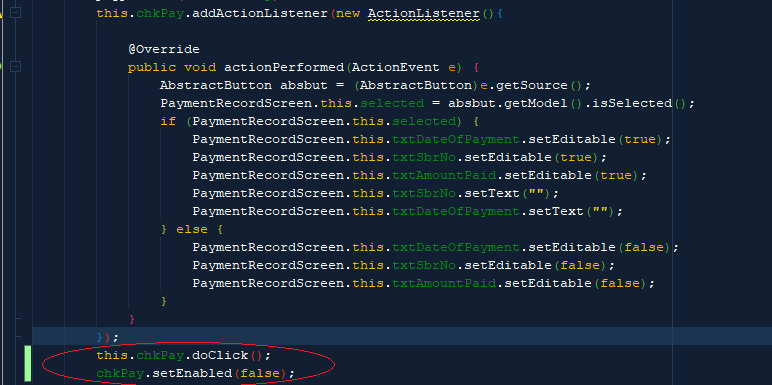 this.chkPay.addActionListener(new ActionListener(){
@Override
public void actionPerformed(ActionEvent e) {
AbstractButton absbut = (AbstractButton)e.getSource();
PaymentRecordScreen.this.selected = absbut.getModel().isSelected();
if (PaymentRecordScreen.this.selected) {
PaymentRecordScreen.this.txtDateOfPayment.setEditable(true);
PaymentRecordScreen.this.txtSbrNo.setEditable(true);
PaymentRecordScreen.this.txtAmountPaid.setEditable(true);
PaymentRecordScreen.this.txtSbrNo.setText("");
PaymentRecordScreen.this.txtDateOfPayment.setText("");
} else {
PaymentRecordScreen.this.txtDateOfPayment.setEditable(false);
PaymentRecordScreen.this.txtSbrNo.setEditable(false);
PaymentRecordScreen.this.txtAmountPaid.setEditable(false);
}
}
});
this.chkPay.doClick();
chkPay.setEnabled(false);